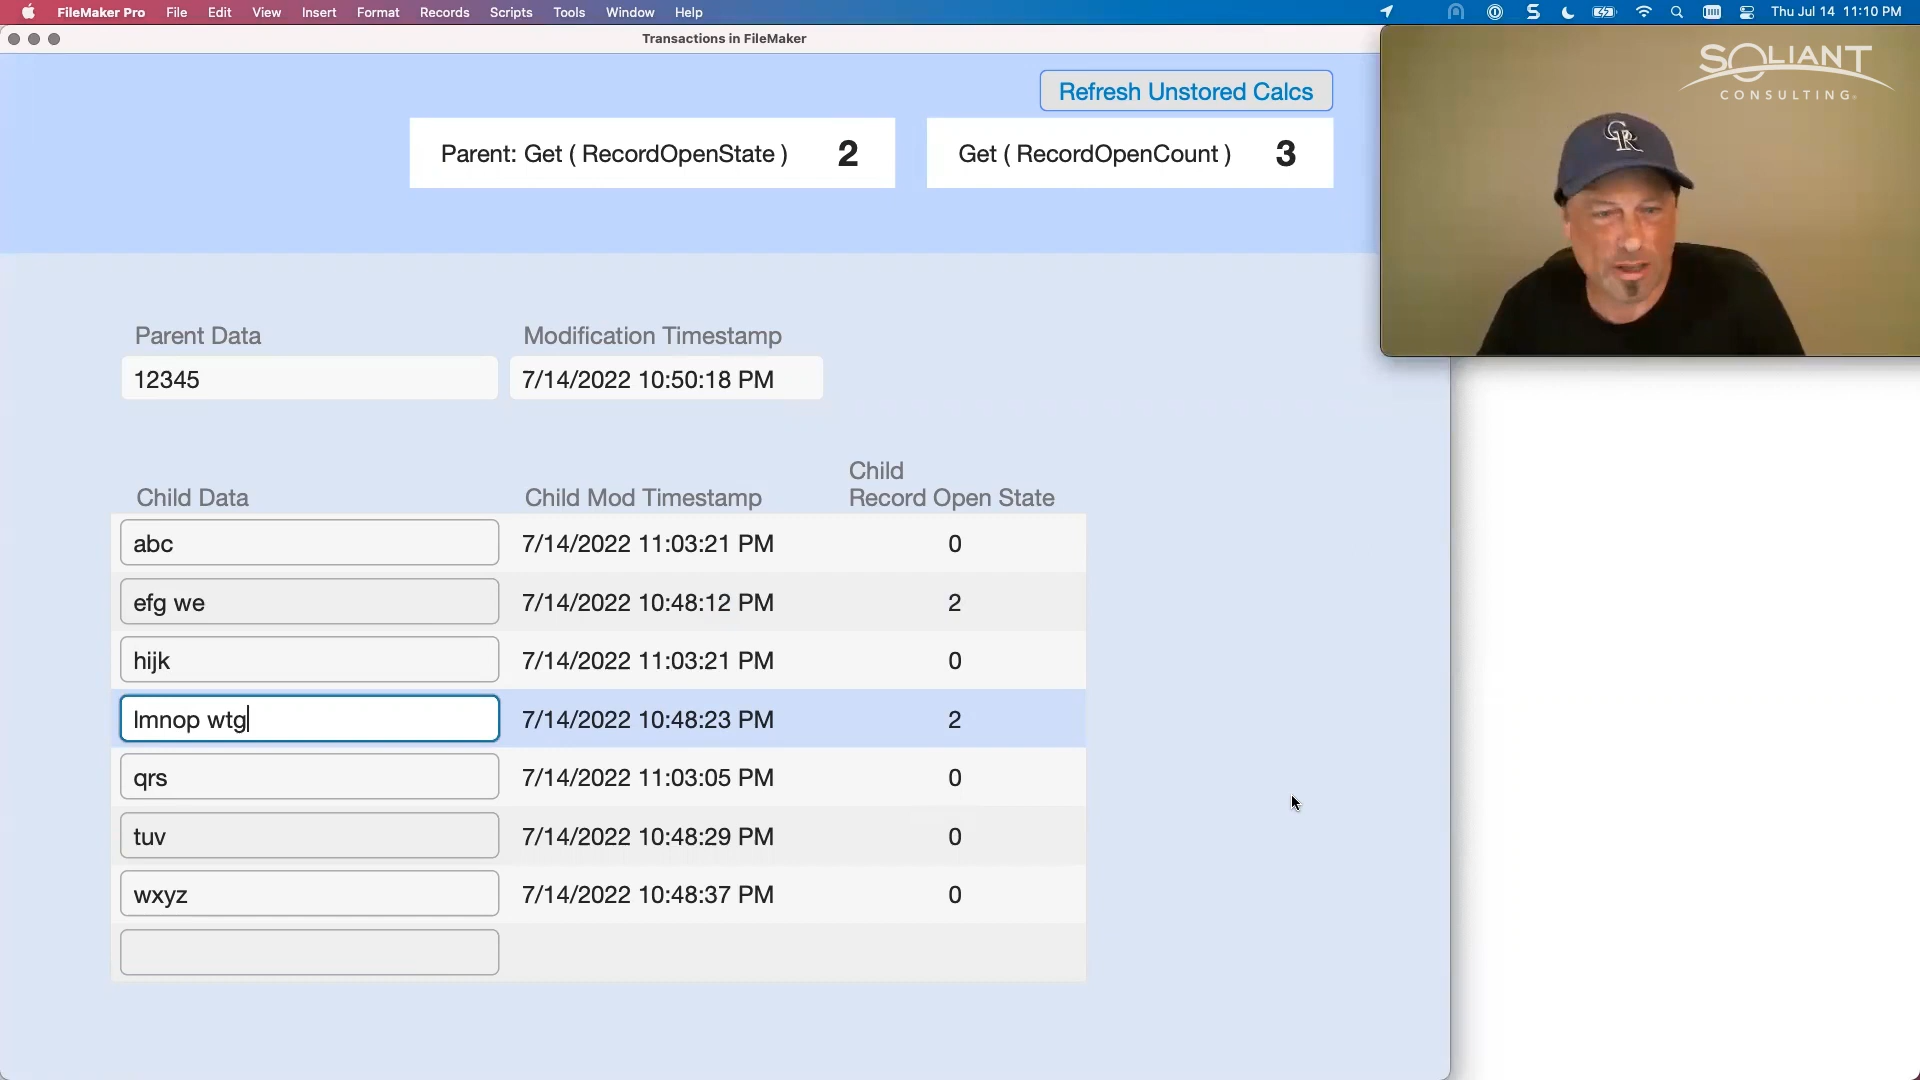 FileMaker Pro File Edit View Insert Format Records Scripts Tools Window Help
Thu Jul 14 11:10 PM
Transactions in FileMaker
SOLIANT
CONSULTING
Refresh Unstored Calcs
Parent: Get ( RecordOpenState ) 2
Get ( RecordOpenCount ) 3
Parent Data
Modification Timestamp
12345
7/14/2022 10:50:18 PM
Child Data
Child Mod Timestamp
Child
Record Open State
abc 7/14/2022 11:03:21 PM 0
efg we 7/14/2022 10:48:12 PM 2
hijk 7/14/2022 11:03:21 PM 0
lmnop wtg 7/14/2022 10:48:23 PM 2
qrs 7/14/2022 11:03:05 PM 0
tuv 7/14/2022 10:48:29 PM 0
wxyz 7/14/2022 10:48:37 PM 0